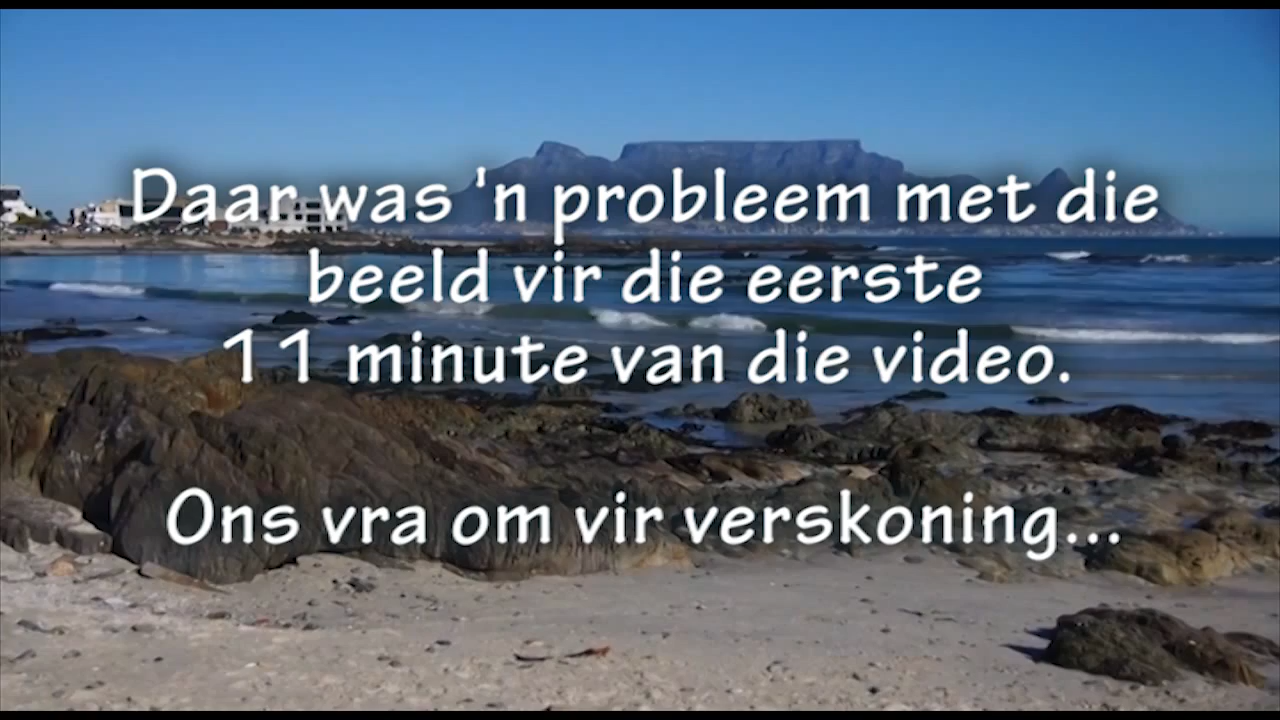 Daar was 'n probleem met die
beeld vir die eerste
11 minute van die video.
Ons vra om vir verskoning...